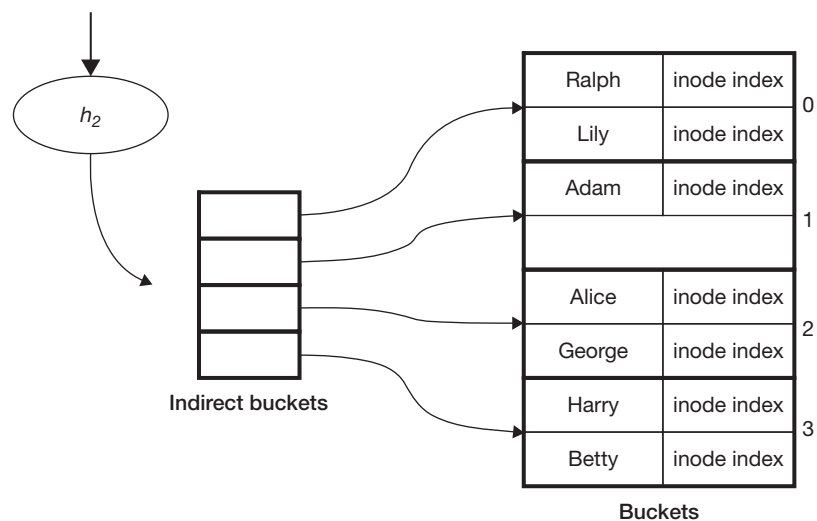 h2
Indirect buckets
Ralph inode index
0
Lily inode index
Adam inode index
1
Alice inode index
2
George inode index
Harry inode index
3
Betty inode index
Buckets